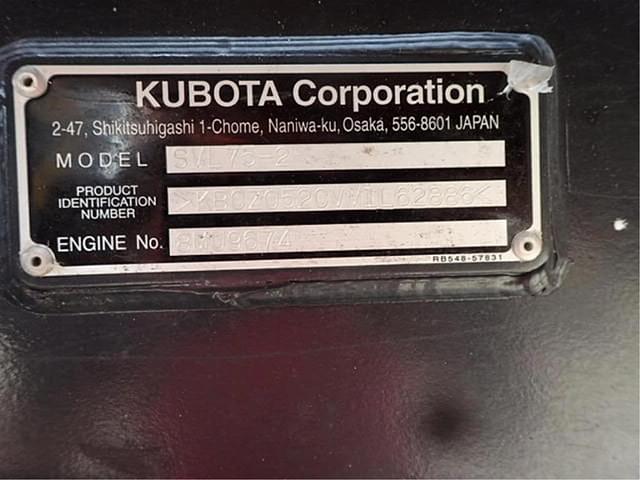 KUBOTA Corporation
2-47, Shikitsuhigashi 1-Chome, Naniwa-ku, Osaka, 556-8601 JAPAN
MODEL SVL75-2
PRODUCT
IDENTIFICATION
NUMBER
ENGINE No.
RB548-57831